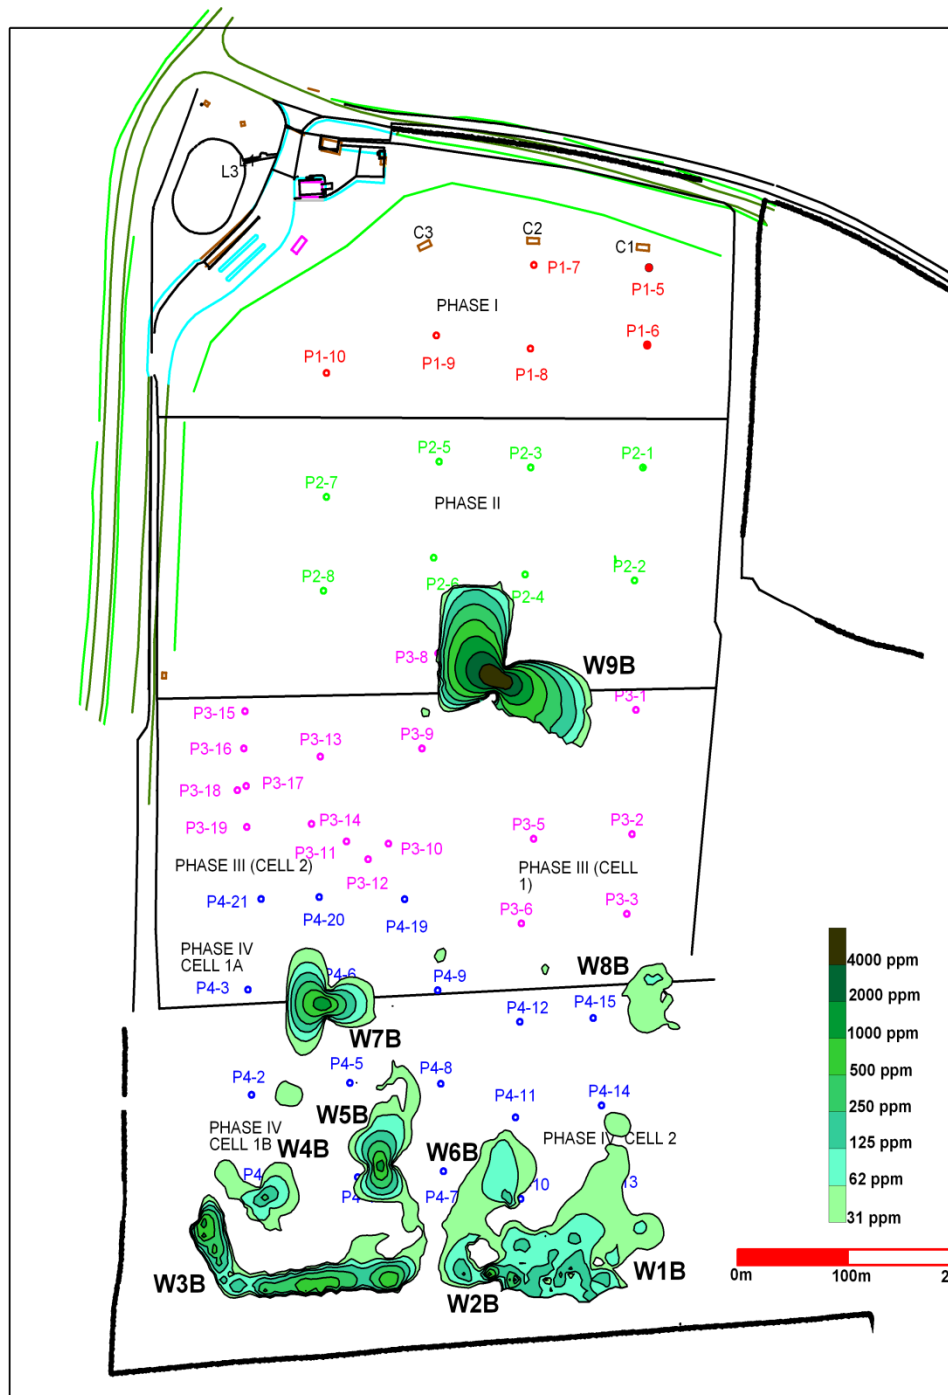 L3
C3
C2
C1
P1-7
P1-5
PHASE I
P1-6
P1-10
P1-9
P1-8
P2-5
P2-3
P2-1
P2-7
PHASE II
P2-8
P2-6
P2-4
P2-2
P3-8
W9B
P3-1
P3-15
P3-16
P3-13
P3-9
P3-18
P3-17
P3-19
P3-14
P3-11
P3-10
P3-5
P3-2
PHASE III (CELL 2)
P3-12
PHASE III (CELL
1)
P4-21
P4-20
P4-19
P3-6
P3-3
PHASE IV
CELL 1A
P4-3
P4-6
P4-9
W8B
P4-12
P4-15
W7B
P4-2
P4-5
P4-8
P4-11
P4-14
W5B
PHASE IV
CELL 1B
W4B
W6B
PHASE IV CELL 2
P4
P4
P4-7
10
13
W3B
W2B
W1B
4000 ppm
2000 ppm
1000 ppm
500 ppm
250 ppm
125 ppm
62 ppm
31 ppm
0m
100m
2